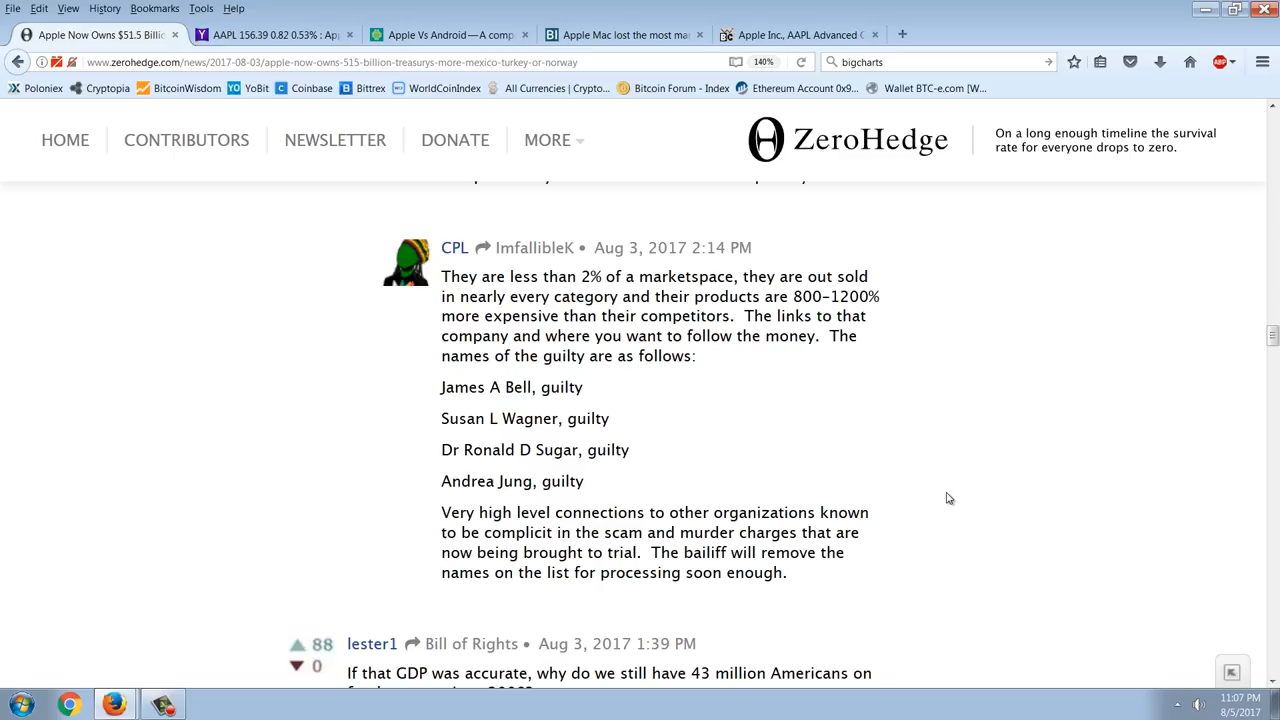 File Edit View History Bookmarks Tools Help
Apple Now Owns $51.5 Billic × AAPL 156.39 0.82 0.53% : Ap × Apple Vs Android — A comp × BI Apple Mac lost the most ma × Apple Inc., AAPL Advanced C × +
www.zerohedge.com/news/2017-08-03/apple-now-owns-515-billion-treasurys-more-mexico-turkey-or-norway 140% bigcharts ABP
Poloniex Cryptopia BitcoinWisdom YO YoBit C Coinbase Bittrex WorldCoinIndex All Currencies (Crypto... Bitcoin Forum - Index Ethereum Account 0x9... Wallet BTC-e.com [W...
HOME CONTRIBUTORS NEWSLETTER DONATE MORE ZeroHedge
On a long enough timeline the survival
rate for everyone drops to zero.
CPL ImfallibleK • Aug 3, 2017 2:14 PM
They are less than 2% of a marketspace, they are out sold
in nearly every category and their products are 800-1200%
more expensive than their competitors. The links to that
company and where you want to follow the money. The
names of the guilty are as follows:
James A Bell, guilty
Susan L Wagner, guilty
Dr Ronald D Sugar, guilty
Andrea Jung, guilty
Very high level connections to other organizations known
to be complicit in the scam and murder charges that are
now being brought to trial. The bailiff will remove the
names on the list for processing soon enough.
88 lester1 Bill of Rights • Aug 3, 2017 1:39 PM
0
If that GDP was accurate, why do we still have 43 million Americans on
11:07 PM
8/5/2017